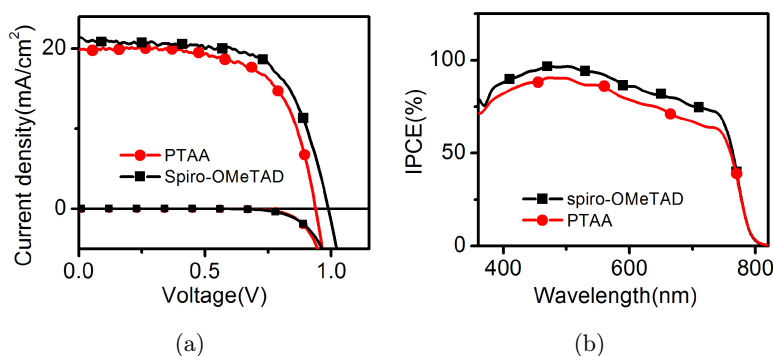 20
0
Current density(mA/cm²)
PTAA
Spiro-OMeTAD
0.0 0.5 1.0
Voltage(V)
(a)
100
50
0
IPCE(%)
spiro-OMeTAD
PTAA
400 600 800
Wavelength(nm)
(b)